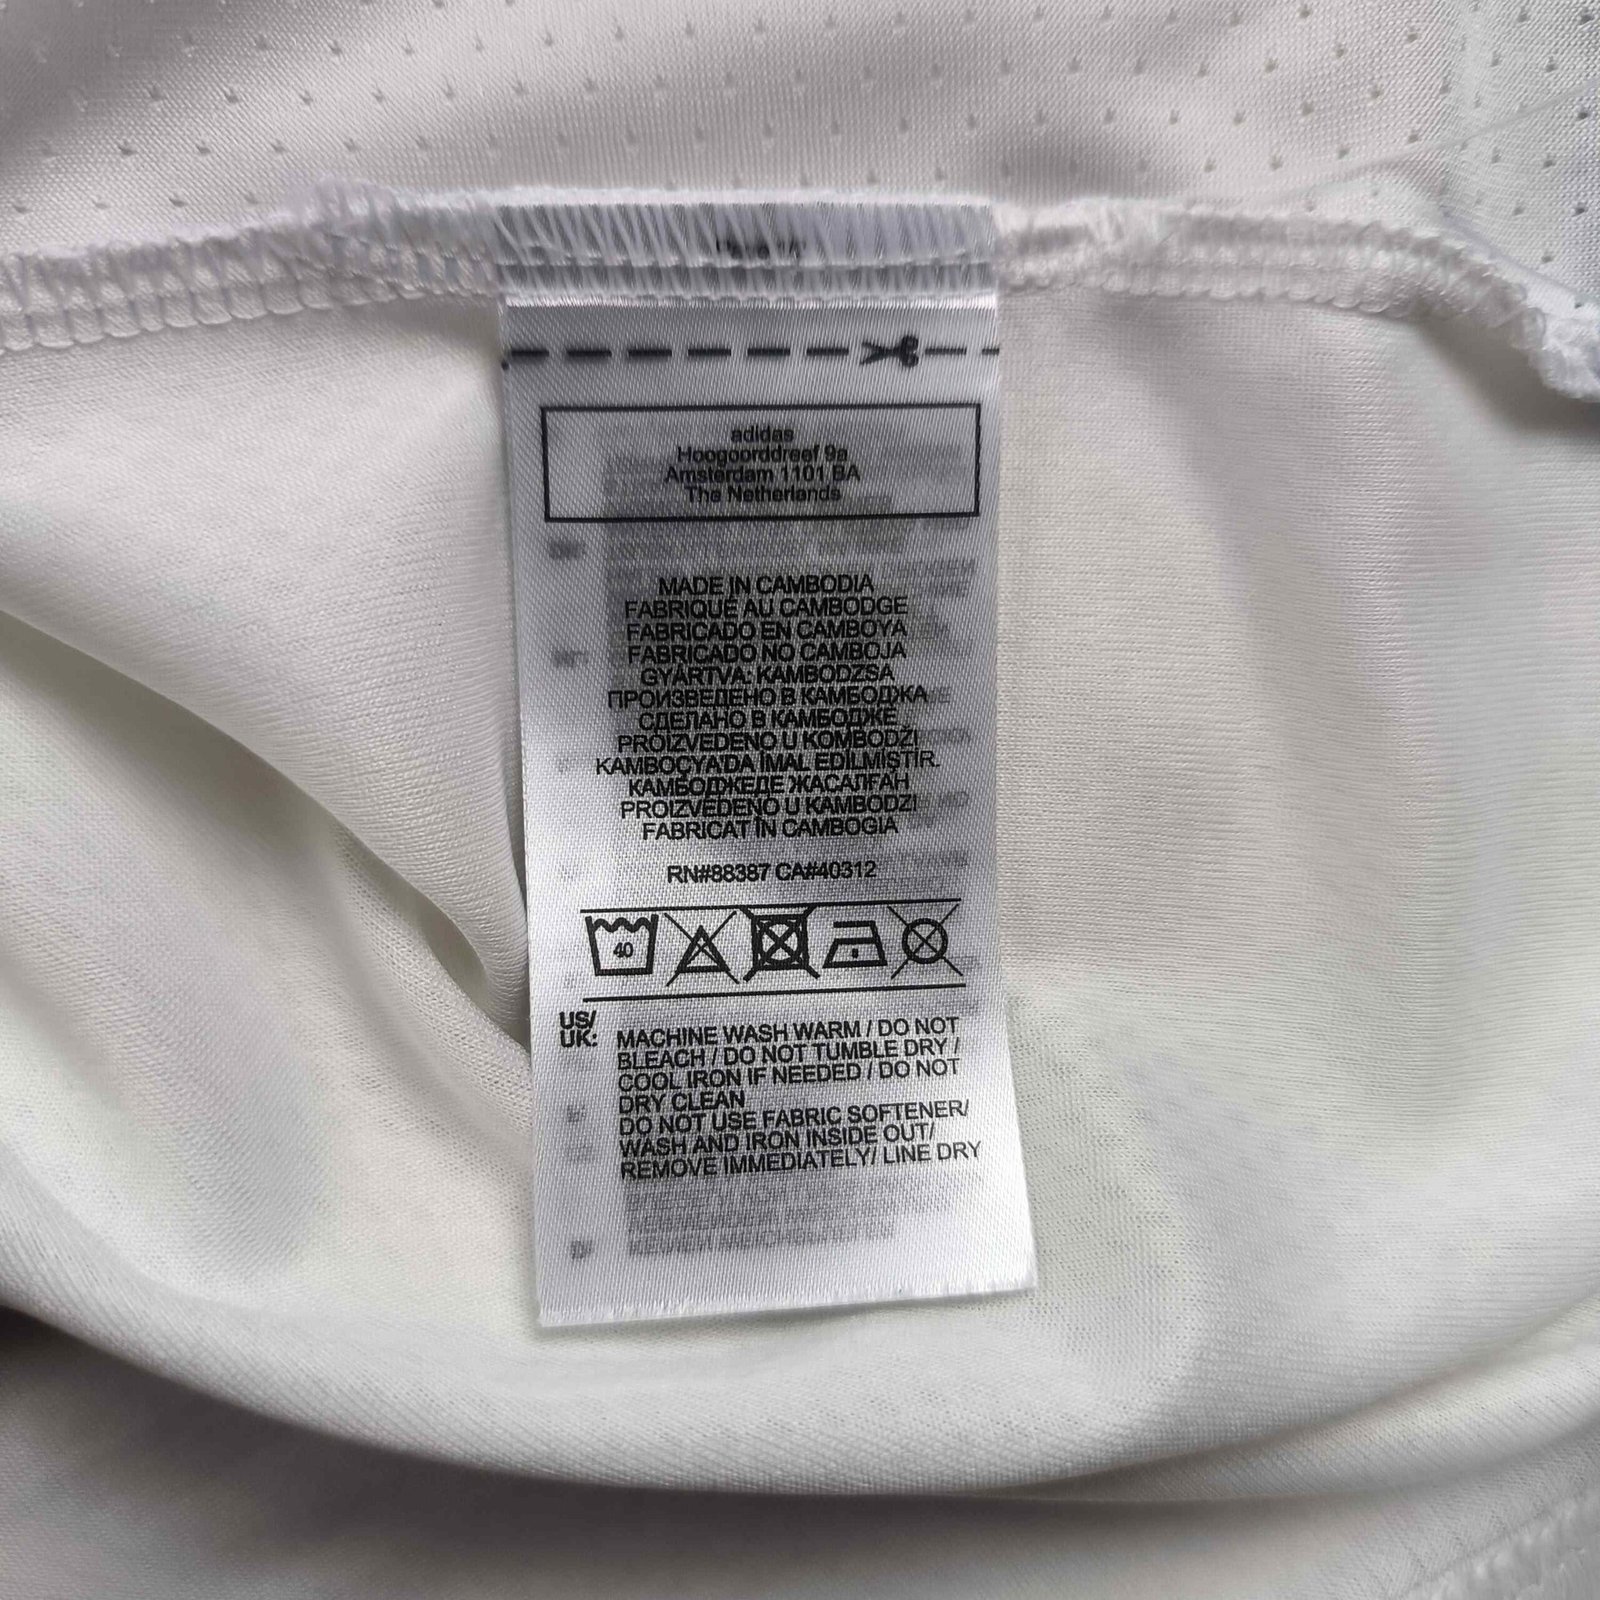 adidas
Hoogoorddreef 9a
Amsterdam 1101 BA
The Netherlands
MADE IN CAMBODIA
FABRIQUÉ AU CAMBODGE
FABRICADO EN CAMBOYA
FABRICADO NO CAMBOJA
GYÁRTVA: KAMBODZSA
ПРОИЗВЕДЕНО В КАМБОДЖА
СДЕЛАНО В КАМБОДЖЕ
PROIZVEDENO U KOMBODŽI
KAMBOÇYA'DA İMAL EDİLMİŞTİR.
КАМБОДЖЕДЕ ЖАСАЛҒАН
PROIZVEDENO U KAMBODZI
FABRICAT ÎN CAMBOGIA
RN#88387 CA#40312
40
US/
UK:
MACHINE WASH WARM / DO NOT
BLEACH / DO NOT TUMBLE DRY /
COOL IRON IF NEEDED / DO NOT
DRY CLEAN
DO NOT USE FABRIC SOFTENER/
WASH AND IRON INSIDE OUT/
REMOVE IMMEDIATELY/ LINE DRY